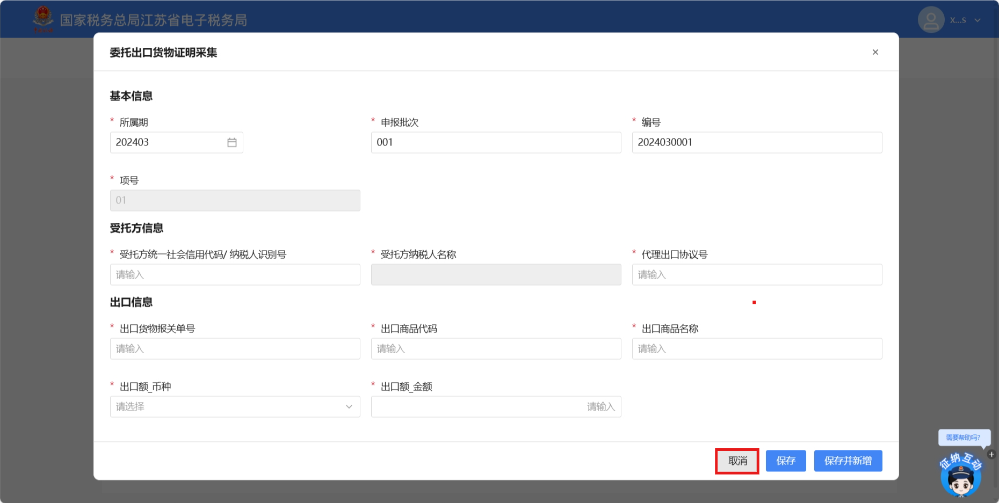 国家税务总局江苏省电子税务局
X...S
委托出口货物证明采集
基本信息
* 所属期
* 申报批次
* 编号
202403
001
2024030001
* 项号
01
受托方信息
* 受托方统一社会信用代码/ 纳税人识别号
* 受托方纳税人名称
* 代理出口协议号
请输入
请输入
出口信息
* 出口货物报关单号
* 出口商品代码
* 出口商品名称
请输入
请输入
请输入
* 出口额_币种
* 出口额_金额
请选择
请输入
需要帮助吗?
取消
保存
保存并新增
征纳互动